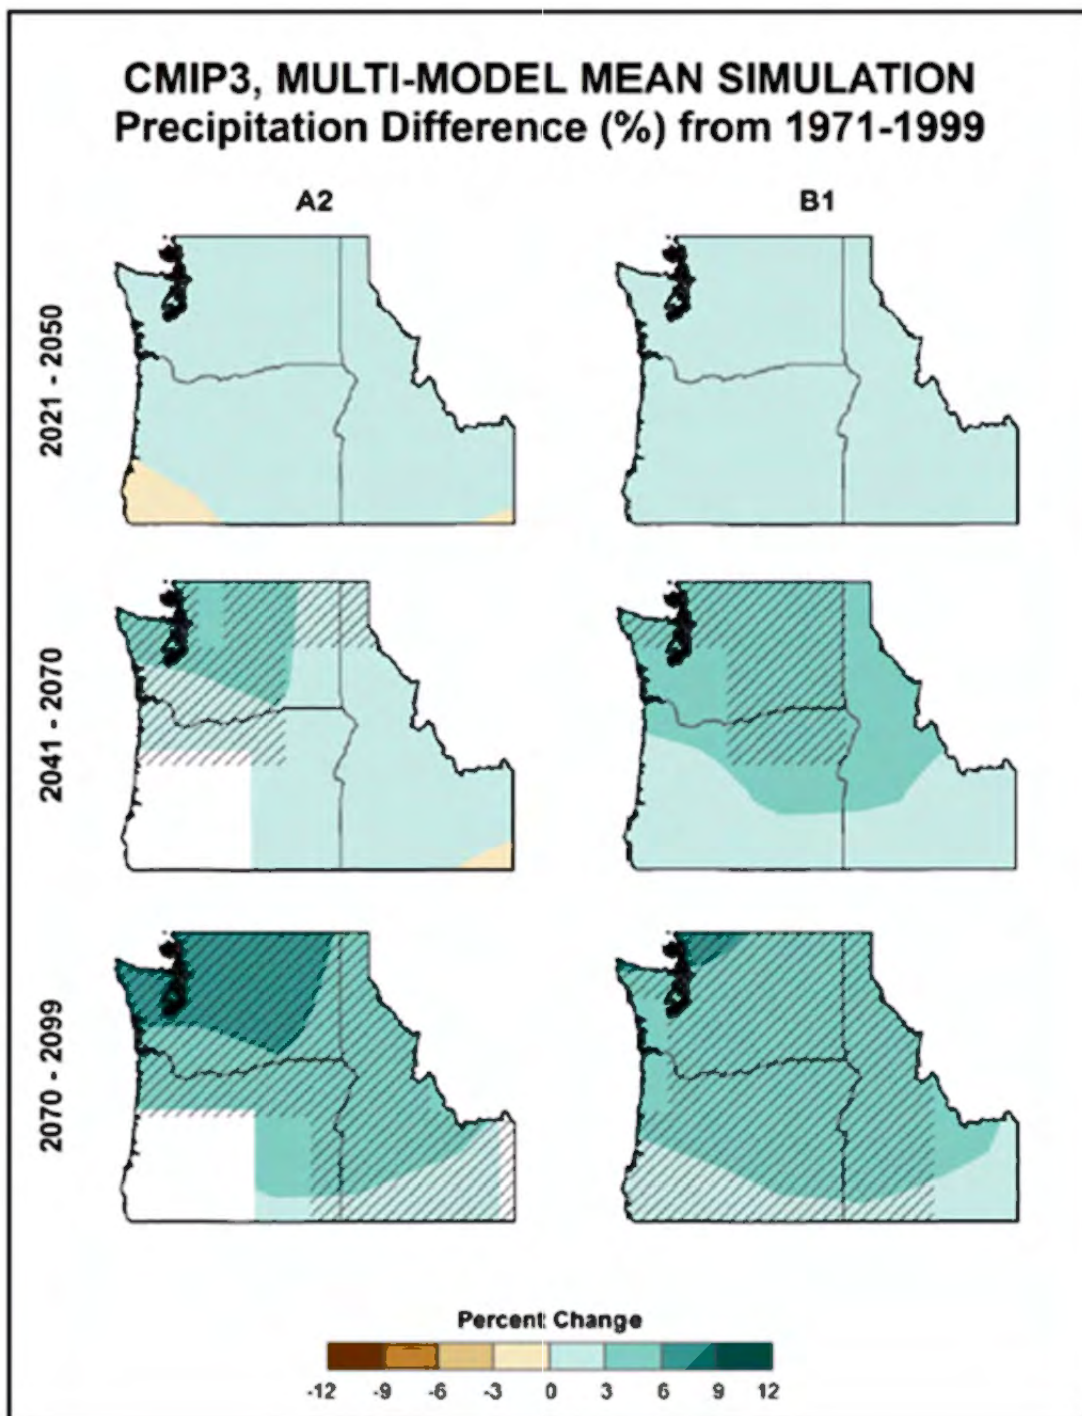 CMIP3, MULTI-MODEL MEAN SIMULATION
Precipitation Difference (%) from 1971-1999
A2
B1
2021 - 2050
2041 - 2070
2070 - 2099
Percent Change
-12 -9 -6 -3 0 3 6 9 12